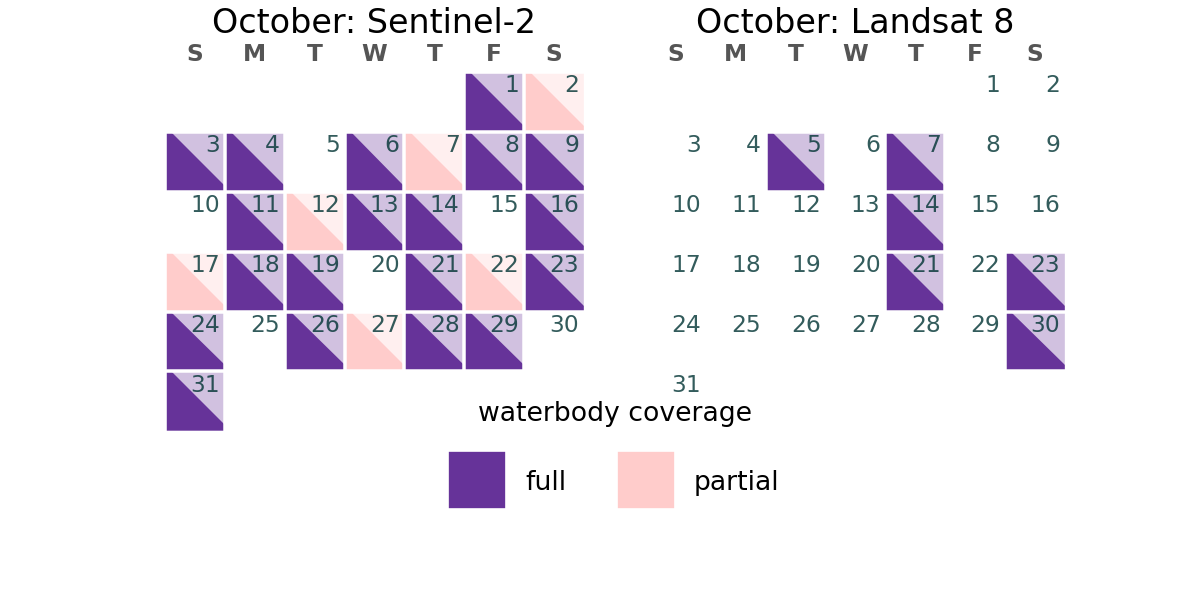 October: Sentinel-2
S M T W T F S
1 2
3 4 5 6 7 8 9
10 11 12 13 14 15 16
17 18 19 20 21 22 23
24 25 26 27 28 29 30
31
October: Landsat 8
S M T W T F S
1 2
3 4 5 6 7 8 9
10 11 12 13 14 15 16
17 18 19 20 21 22 23
24 25 26 27 28 29 30
31
waterbody coverage
full partial